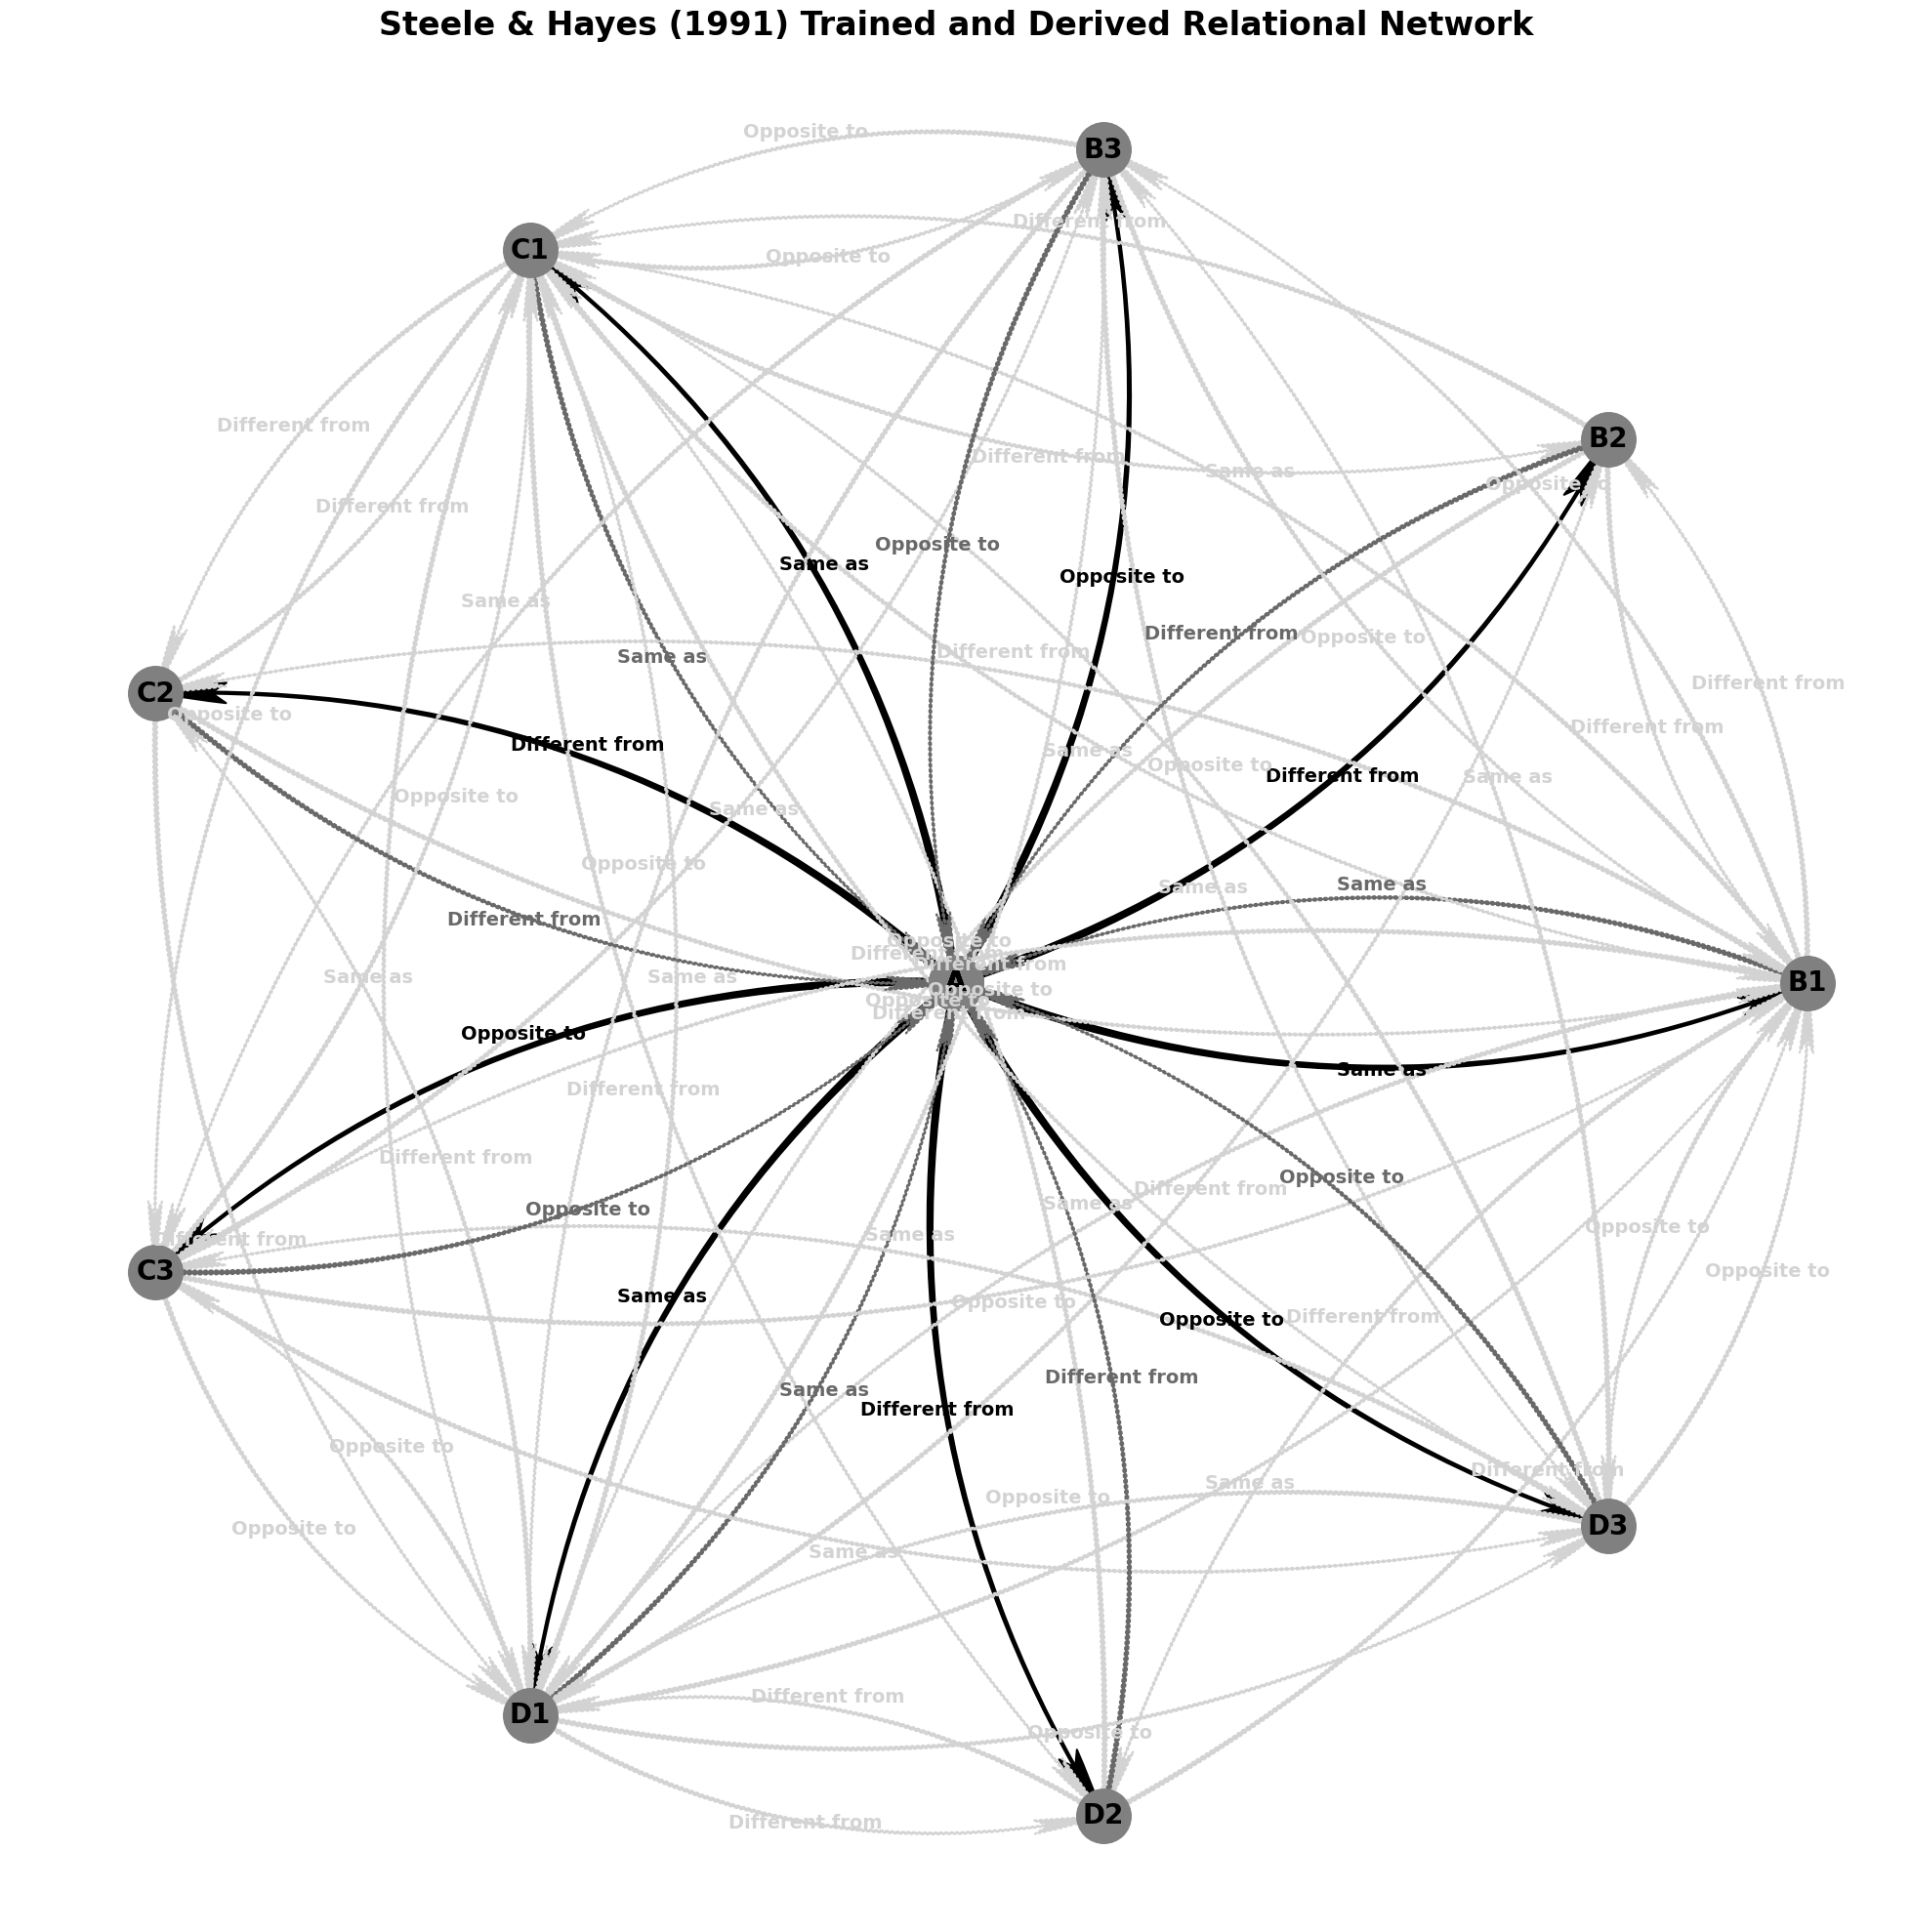 Steele & Hayes (1991) Trained and Derived Relational Network
Opposite to
B3
Different from
C1
Opposite to
Different from
B2
Different from
Same as
Opposite to
Different from
Opposite to
Same as
Opposite to
Same as
Different from
Opposite to
Different from
Same as
Different from
C2
Opposite to
Different from
Different from
Same as
Opposite to
Different from
Same as
Opposite to
Same as
Opposite to
Same as
Same as
Different from
Opposite to
Different from
Different from
Same as
Same as
A
B1
Opposite to
Opposite to
Different from
Opposite to
Same as
Different from
Different from
Opposite to
Different from
Same as
Opposite to
Same as
Opposite to
Different from
C3
Opposite to
Same as
Opposite to
Opposite to
Different from
Different from
Same as
Different from
Opposite to
Different from
Same as
Opposite to
Opposite to
D3
Same as
Different from
D1
Opposite to
D2
Different from